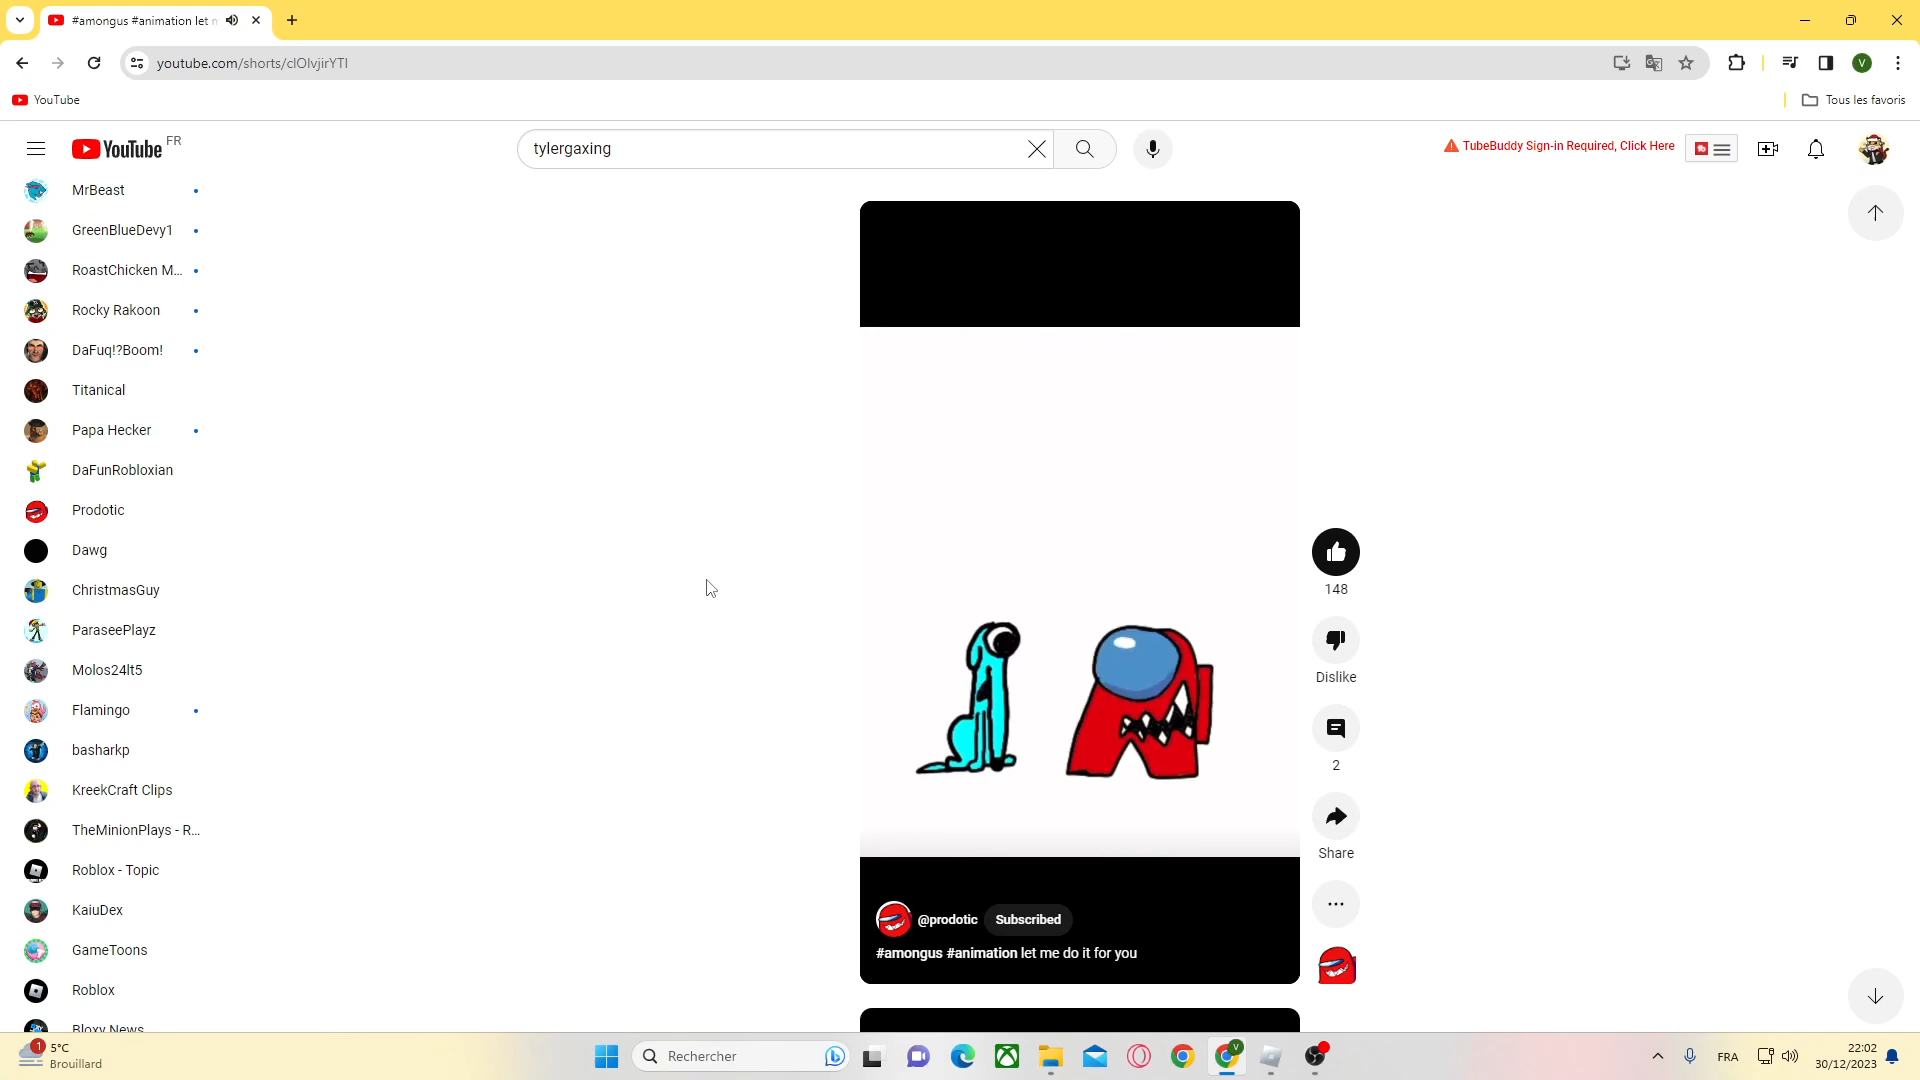 #amongus #animation let m
youtube.com/shorts/clOlvjirYTI
YouTube
Tous les favoris
YouTube FR
tylergaxing
TubeBuddy Sign-in Required, Click Here
MrBeast
GreenBlueDevy1
RoastChicken M...
Rocky Rakoon
DaFuq!?Boom!
Titanical
Papa Hecker
DaFunRobloxian
Prodotic
Dawg
ChristmasGuy
ParaseePlayz
Molos24lt5
Flamingo
basharkp
KreekCraft Clips
TheMinionPlays - R...
Roblox - Topic
KaiuDex
GameToons
Roblox
Bloxy News
148
Dislike
2
Share
@prodotic Subscribed
#amongus #animation let me do it for you
1
5°C
Brouillard
Rechercher
V
FRA
22:02
30/12/2023